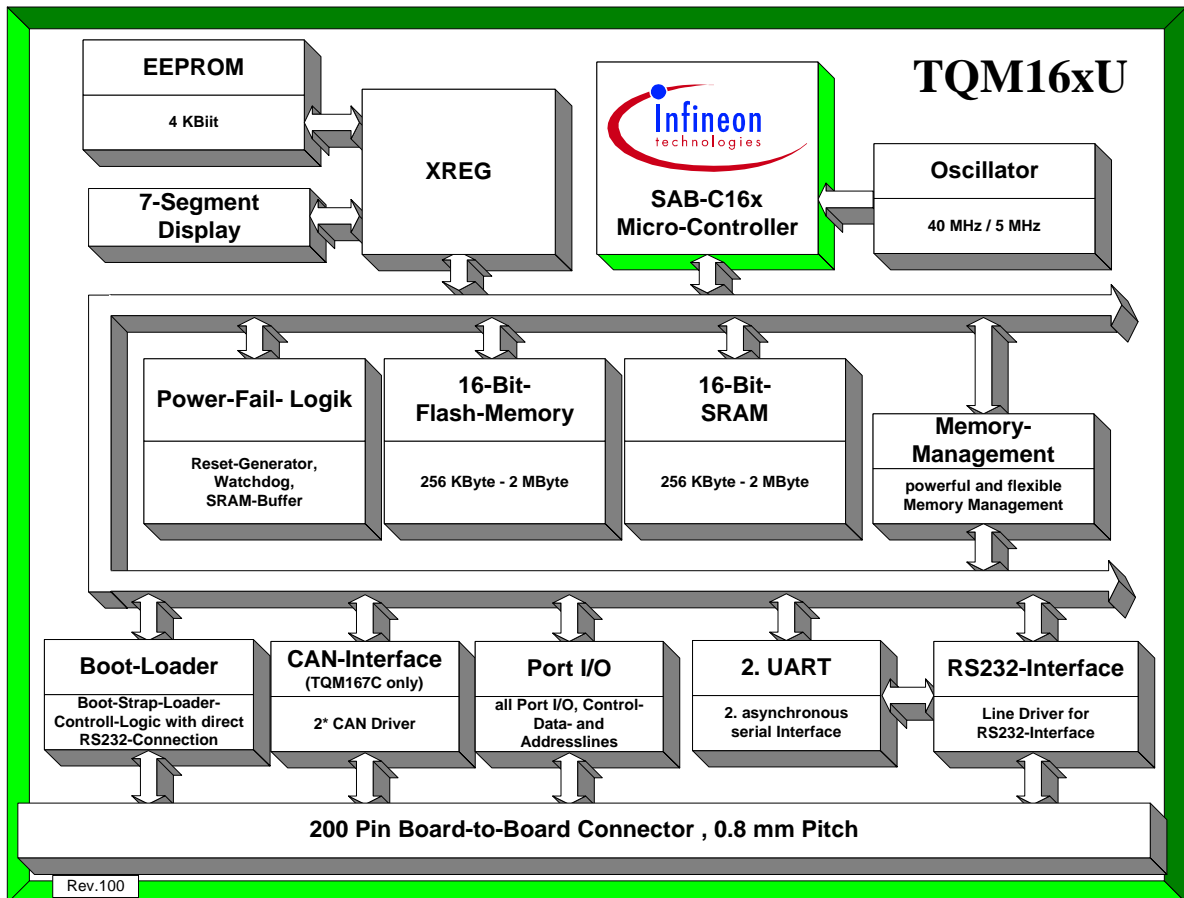 TQM16xU
EEPROM
4 KBiit
7-Segment
Display
XREG
Infineon
technologies
SAB-C16x
Micro-Controller
Oscillator
40 MHz / 5 MHz
Power-Fail- Logik
Reset-Generator,
Watchdog,
SRAM-Buffer
16-Bit-
Flash-Memory
256 KByte - 2 MByte
16-Bit-
SRAM
256 KByte - 2 MByte
Memory-
Management
powerful and flexible
Memory Management
Boot-Loader
Boot-Strap-Loader-
Controll-Logic with direct
RS232-Connection
CAN-Interface
(TQM167C only)
2* CAN Driver
Port I/O
all Port I/O, Control-
Data- and
Addresslines
2. UART
2. asynchronous
serial Interface
RS232-Interface
Line Driver for
RS232-Interface
200 Pin Board-to-Board Connector , 0.8 mm Pitch
Rev.100